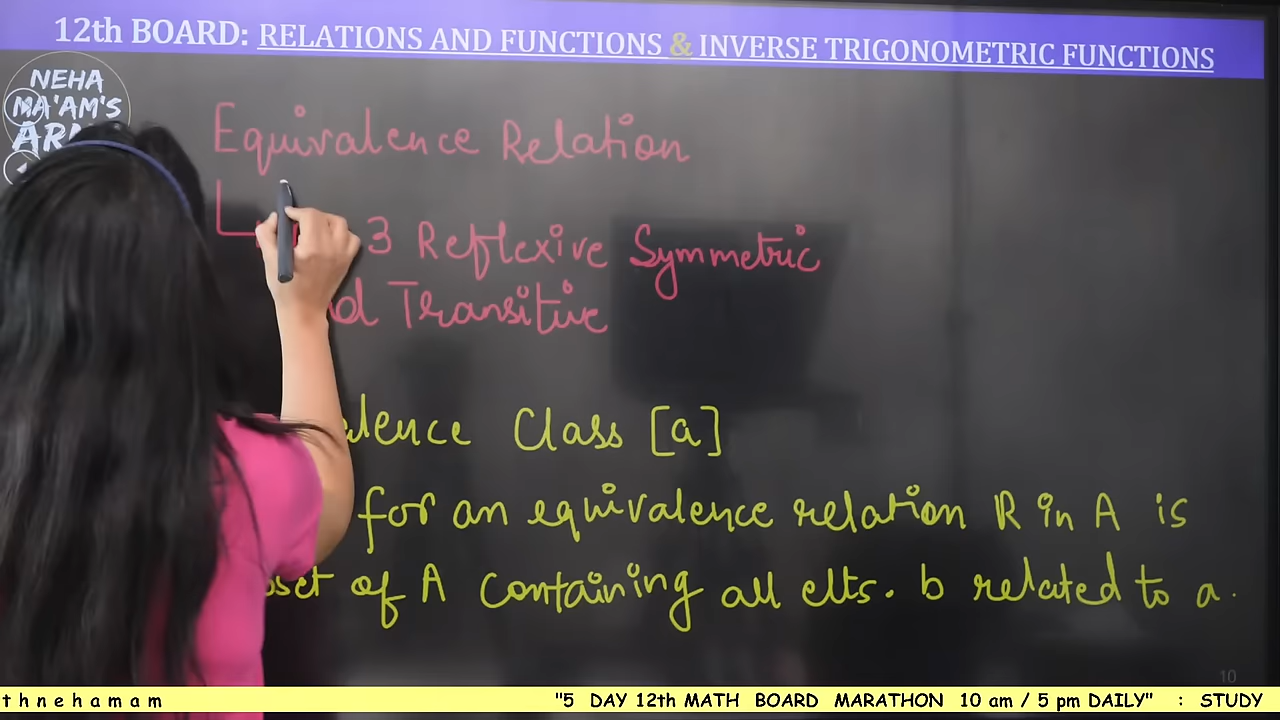 12th BOARD: RELATIONS AND FUNCTIONS & INVERSE TRIGONOMETRIC FUNCTIONS
NEHA
MA'AM'S
Equivalence Relation
3 Reflexive Symmetric
Transitive
Class [a]
for an equivalence relation R in A is
of A containing all elts. b related to a.
10
thnehamam "5 DAY 12th MATH BOARD MARATHON 10 am / 5 pm DAILY" : STUDY